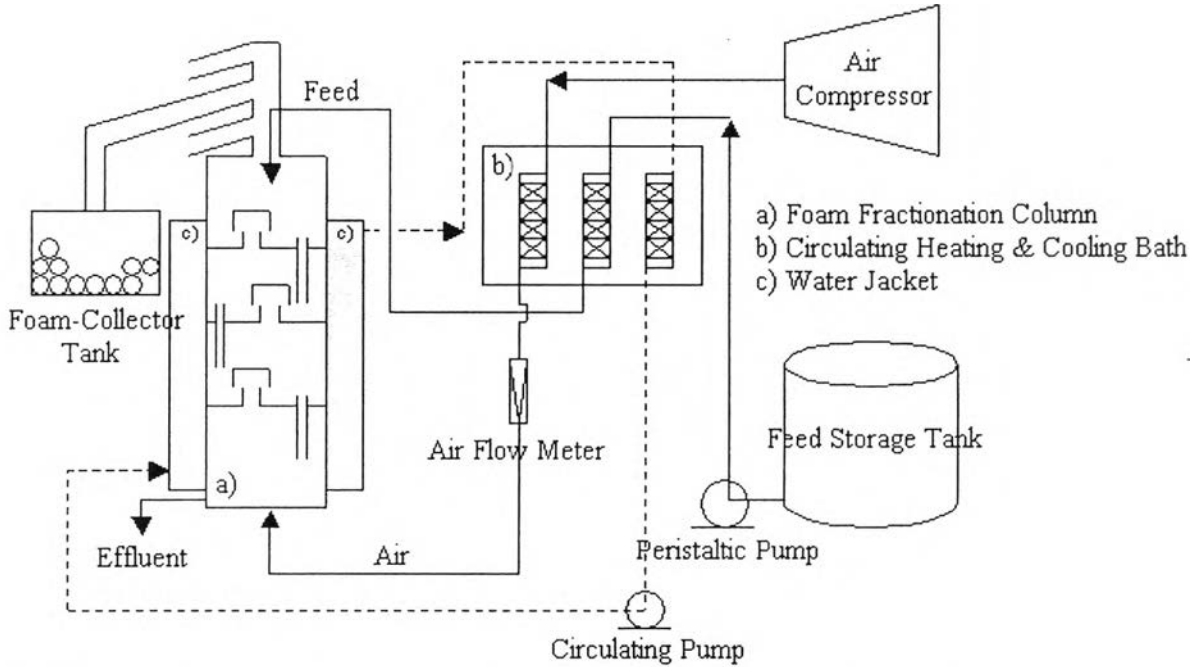 Feed
Air
Compressor
b)
c)
c)
a) Foam Fractionation Column
b) Circulating Heating & Cooling Bath
c) Water Jacket
Foam-Collector
Tank
Air Flow Meter
Feed Storage Tank
a)
Effluent
Air
Peristaltic Pump
Circulating Pump